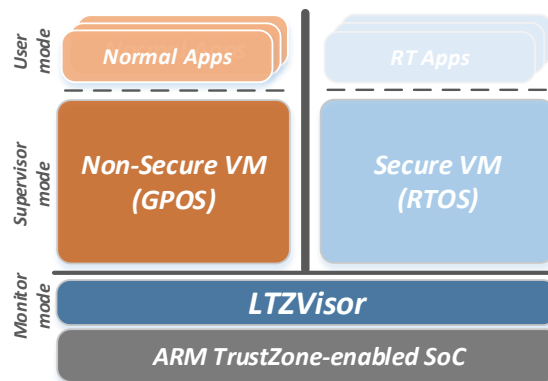 User
mode
Normal Apps
RT Apps
Supervisor
mode
Non-Secure VM
(GPOS)
Secure VM
(RTOS)
Monitor
mode
LTZVisor
ARM TrustZone-enabled SoC